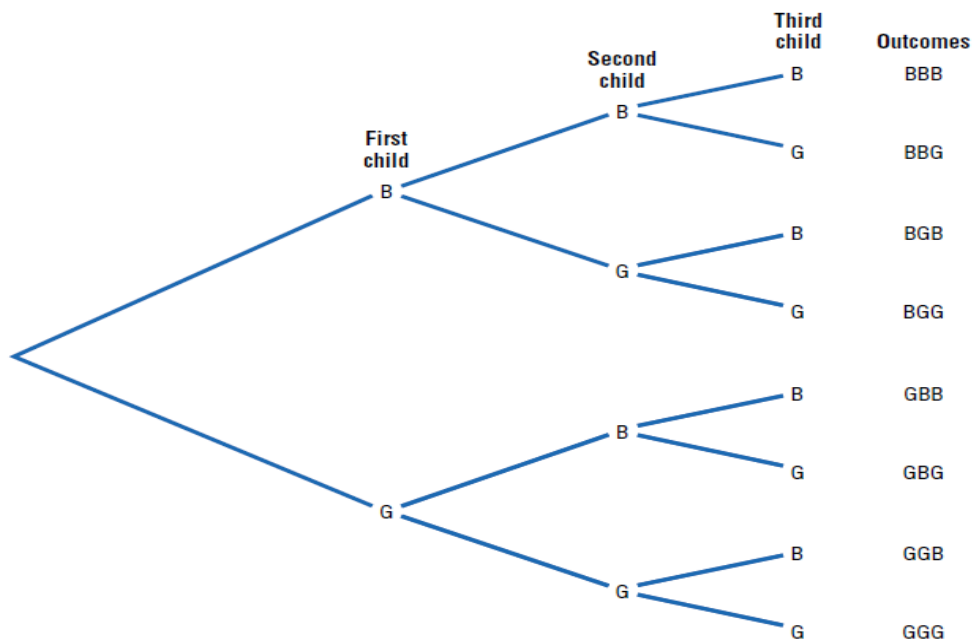 Third
child
Outcomes
Second
child
B
BBB
B
First
child
G
BBG
B
B
BGB
G
G
BGG
B
GBB
B
G
GBG
G
B
GGB
G
G
GGG